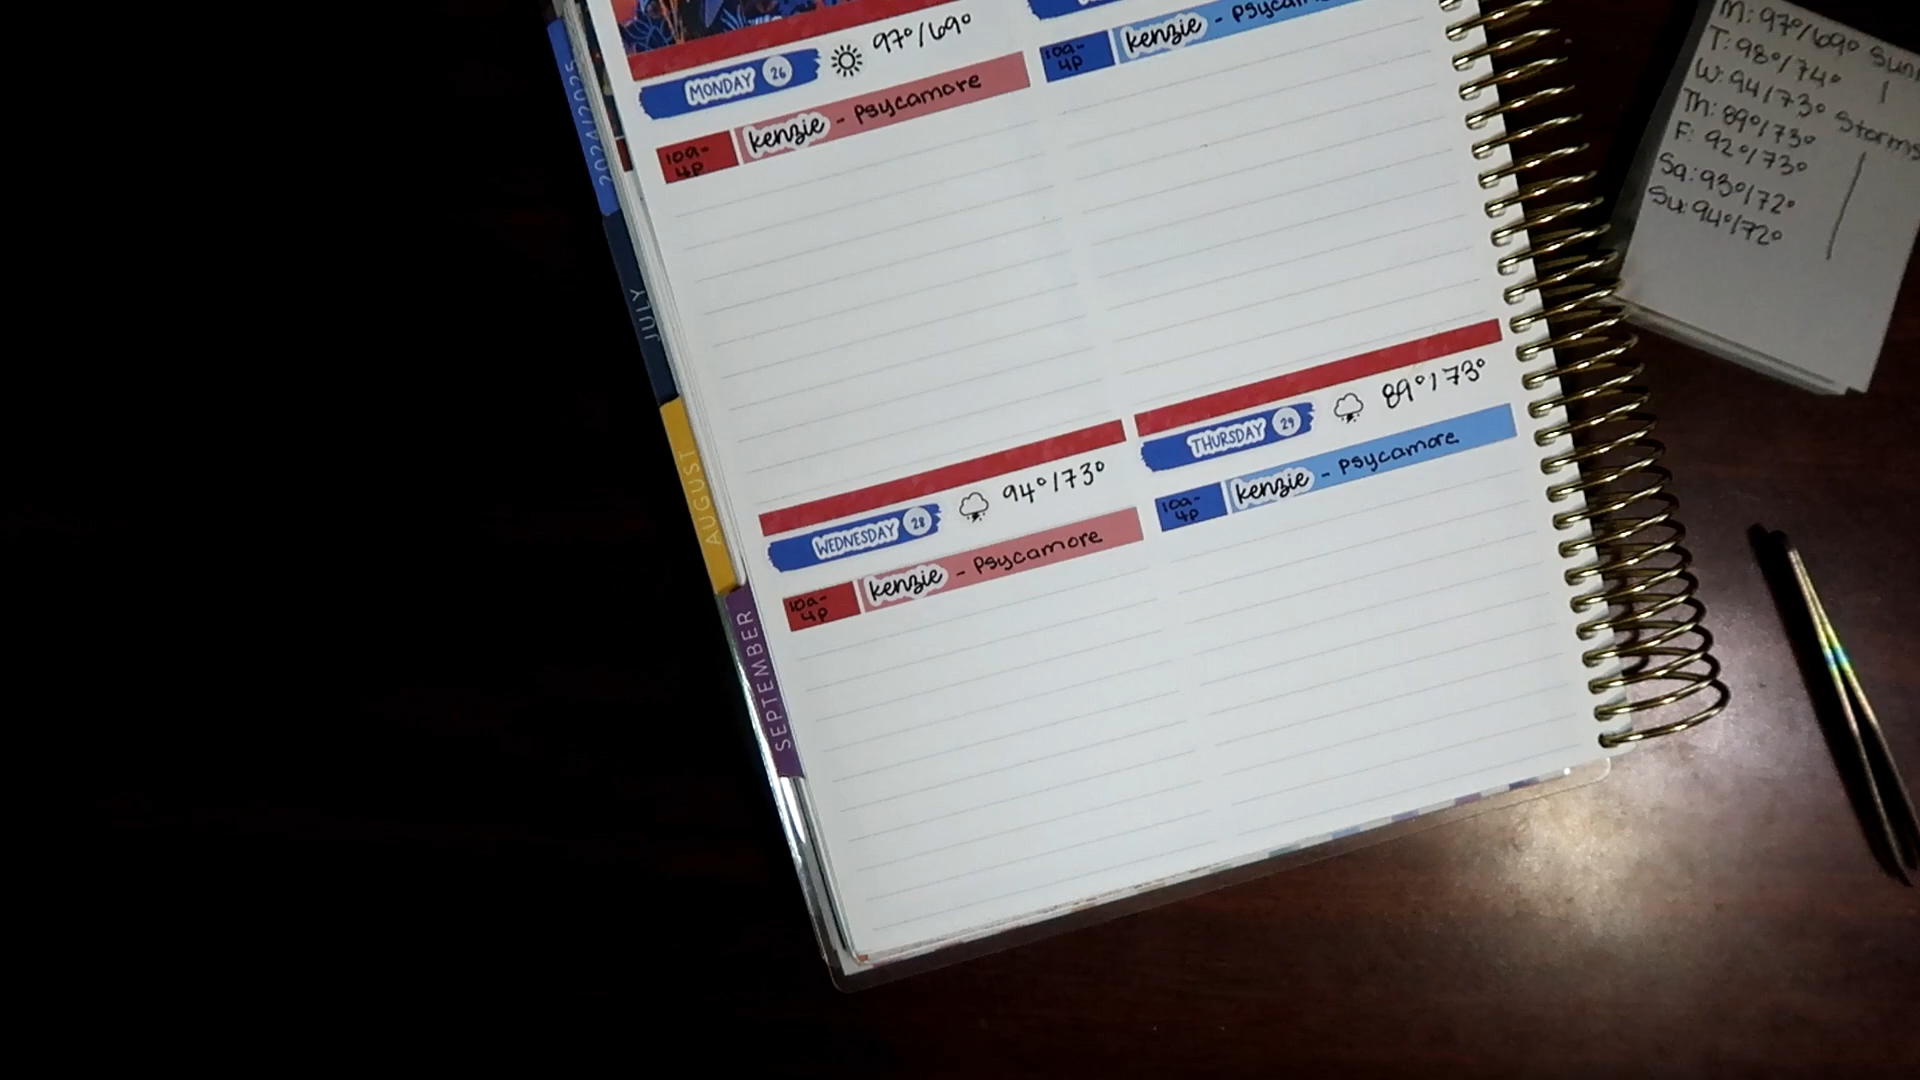 MONDAY 26 97°/69°
10a-
4p
kenzie - Psycamore
10a-
4p
kenzie - Psycamore
WEDNESDAY 28 94°/73°
10a-
4p
kenzie - Psycamore
THURSDAY 29 89°/73°
10a-
4p
kenzie - Psycamore
2024/2025
JULY
AUGUST
SEPTEMBER
M: 97°/69°
T: 98°/74°
W: 94/73° Storms
Th: 89°/73°
F: 92°/73°
Sa: 93°/72°
Su: 94°/72°